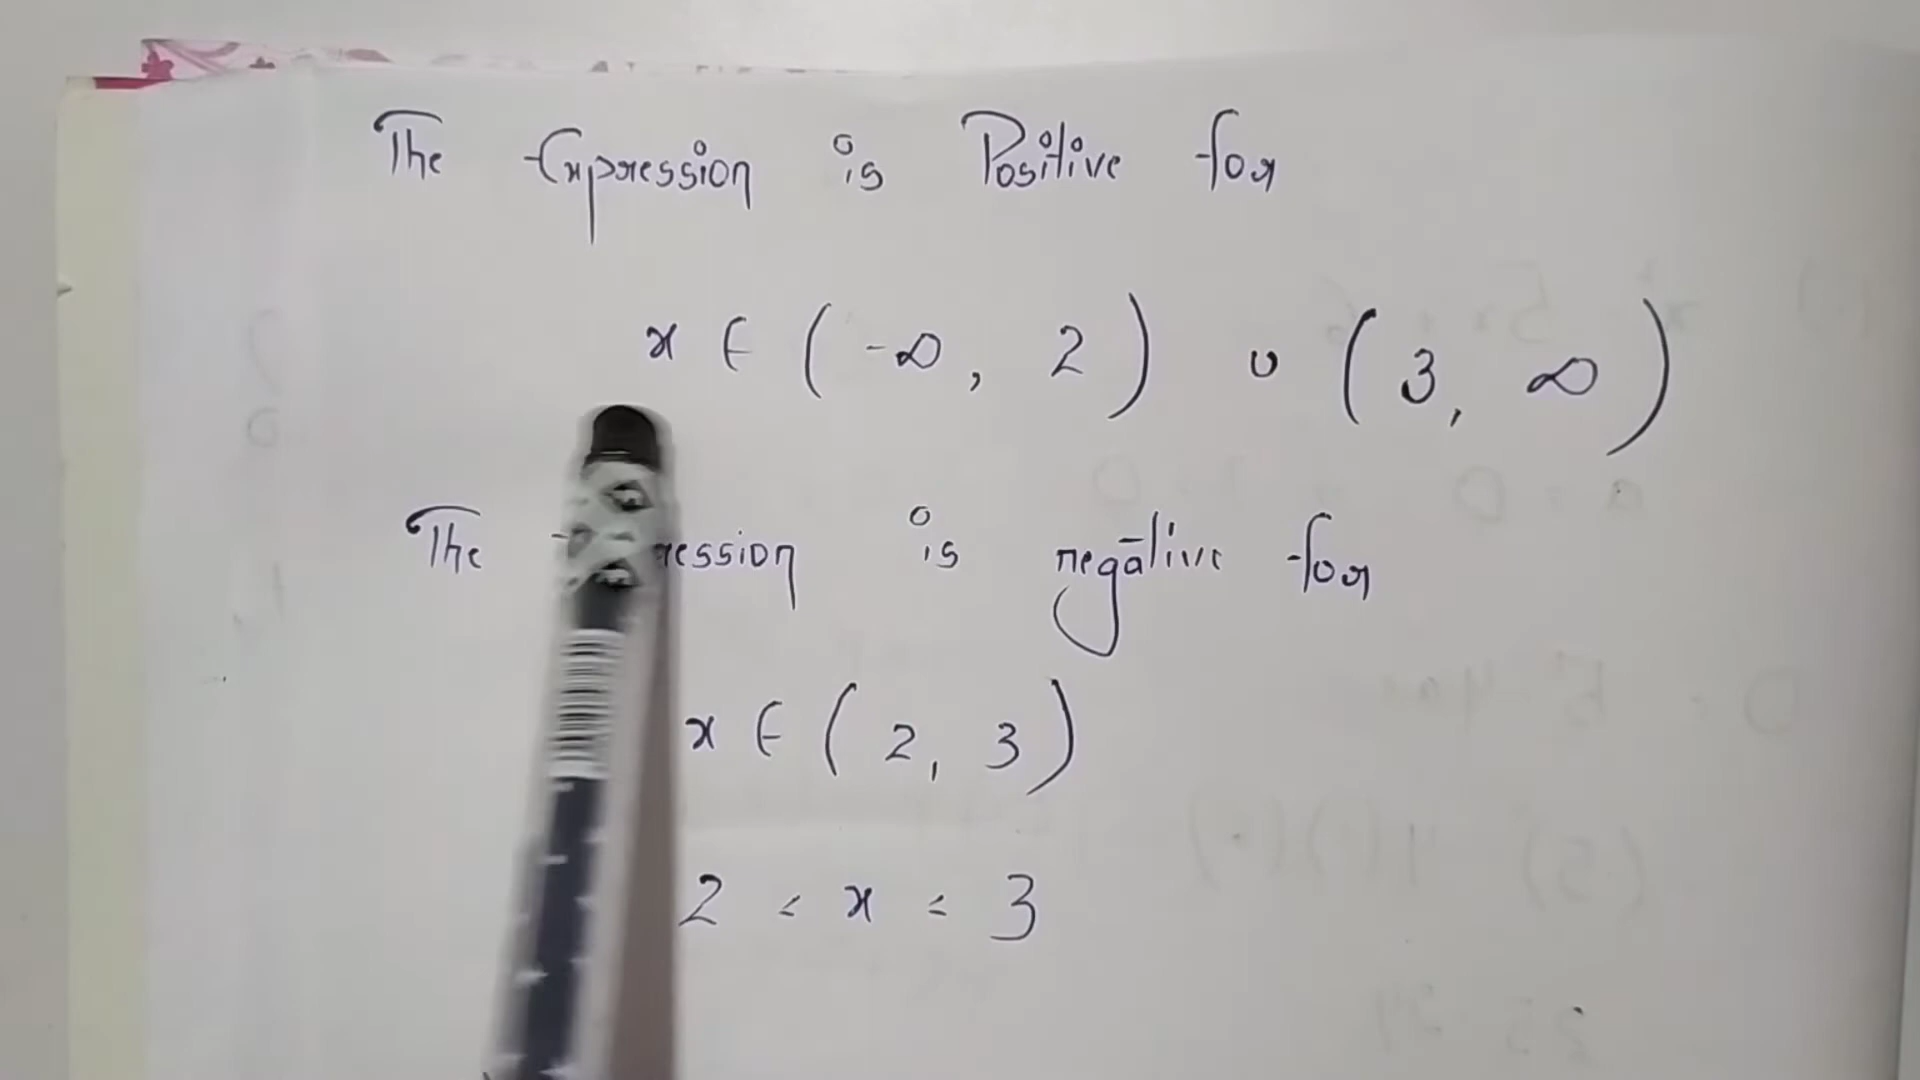 The Expression is Positive for
x ∈ (-∞, 2) ∪ (3, ∞)
The ression is negative for
x ∈ (2, 3)
2 < x < 3